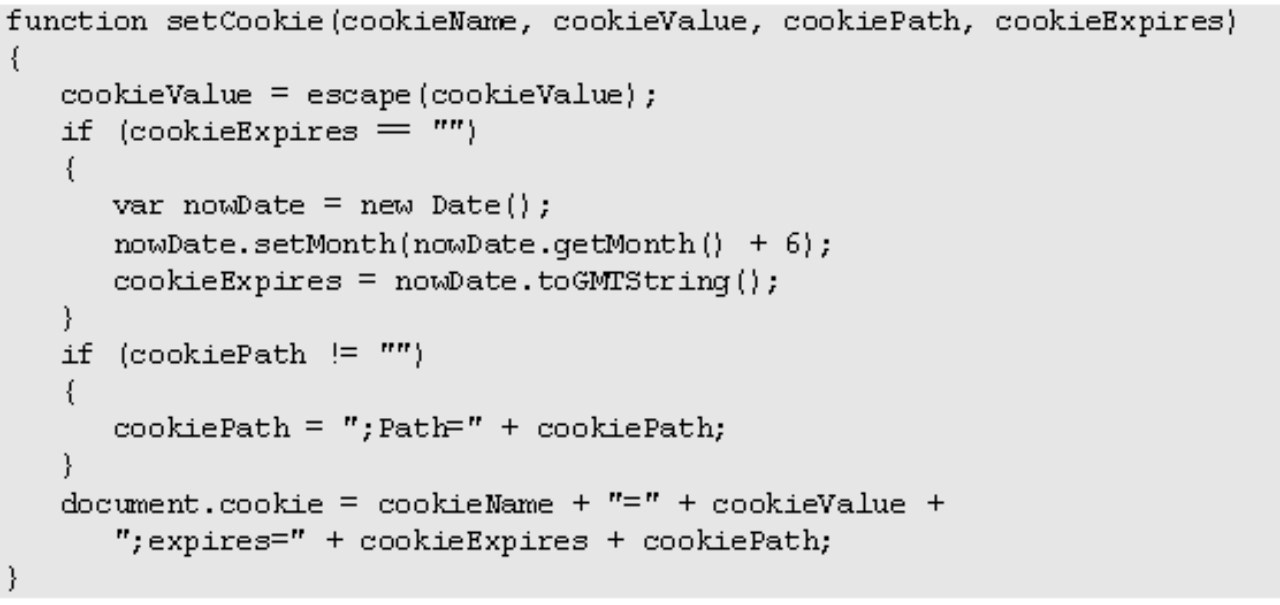 function setCookie(cookieName, cookieValue, cookiePath, cookieExpires)
{
   cookieValue = escape(cookieValue);
   if (cookieExpires == "")
   {
      var nowDate = new Date();
      nowDate.setMonth(nowDate.getMonth() + 6);
      cookieExpires = nowDate.toGMTString();
   }
   if (cookiePath != "")
   {
      cookiePath = ";Path=" + cookiePath;
   }
   document.cookie = cookieName + "=" + cookieValue +
      ";expires=" + cookieExpires + cookiePath;
}